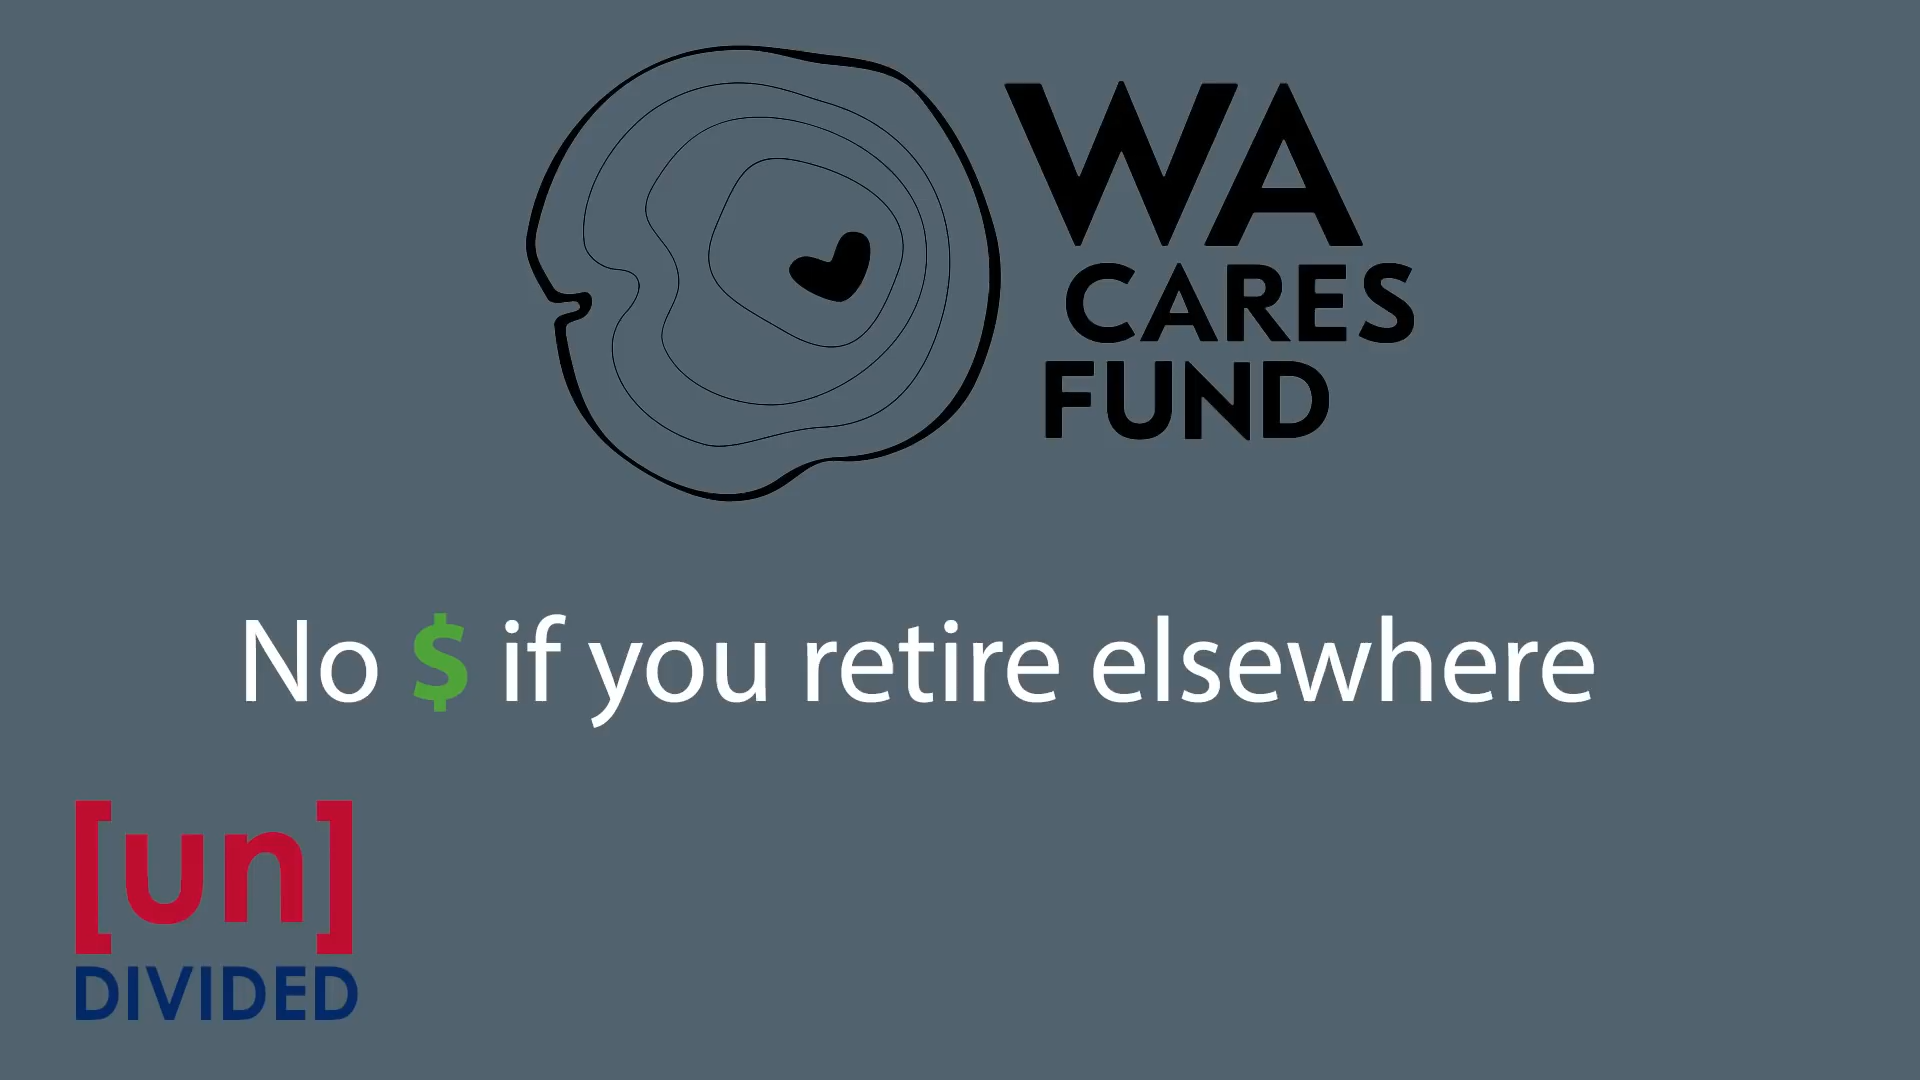 WA
CARES
FUND
No $ if you retire elsewhere
[un]
DIVIDED